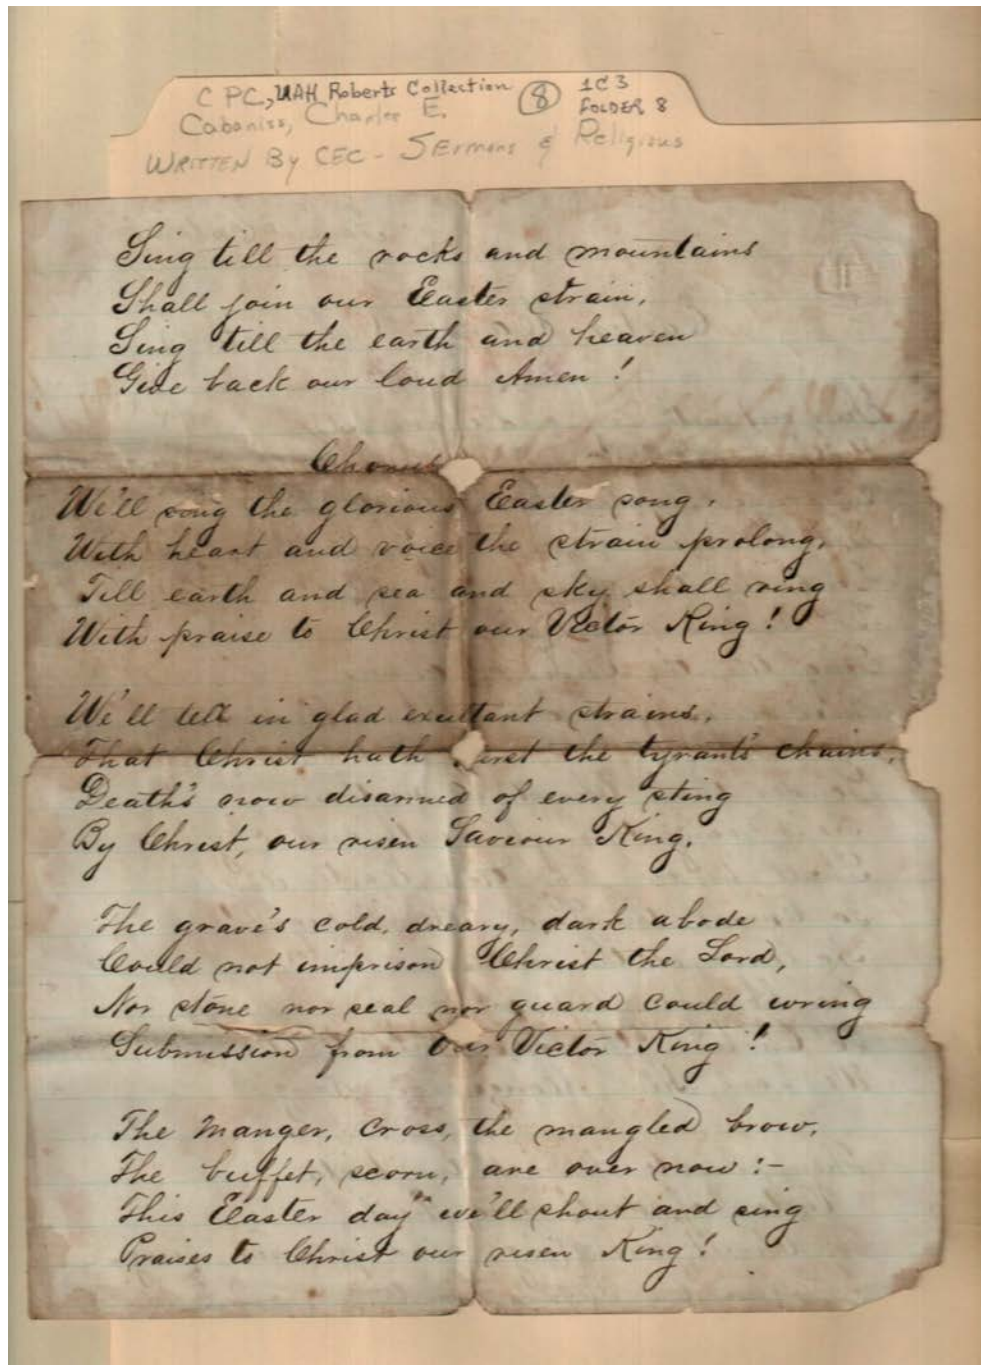 C PC, UAH Roberts Collection (8) 1C3
FOLDER 8
Cabaniss, Charles E.
WRITTEN By CEC - SErmons & Religious
11
Sing till the rocks and mountains
Shall join our Easter strain,
Sing till the earth and heaven
Give back our loud Amen!
Chorus
We'll song the glorious Easter song,
With heart and voice the strain prolong,
Till earth and sea and sky shall ring
With praise to Christ our Victor King!
We'll tell in glad exultant strains,
That Christ hath the tyrant's chains,
Death's now disarmed of every sting
By Christ, our risen Saviour King.
The grave's cold, dreary, dark abode
Could not imprison Christ the Lord,
Nor stone nor seal nor guard could wring
Submission from our Victor King!
The Manger, Cross, the mangled brow,
The buffet, scorn, are over now:-
This Easter day we'll shout and sing
Praises to Christ our risen King!